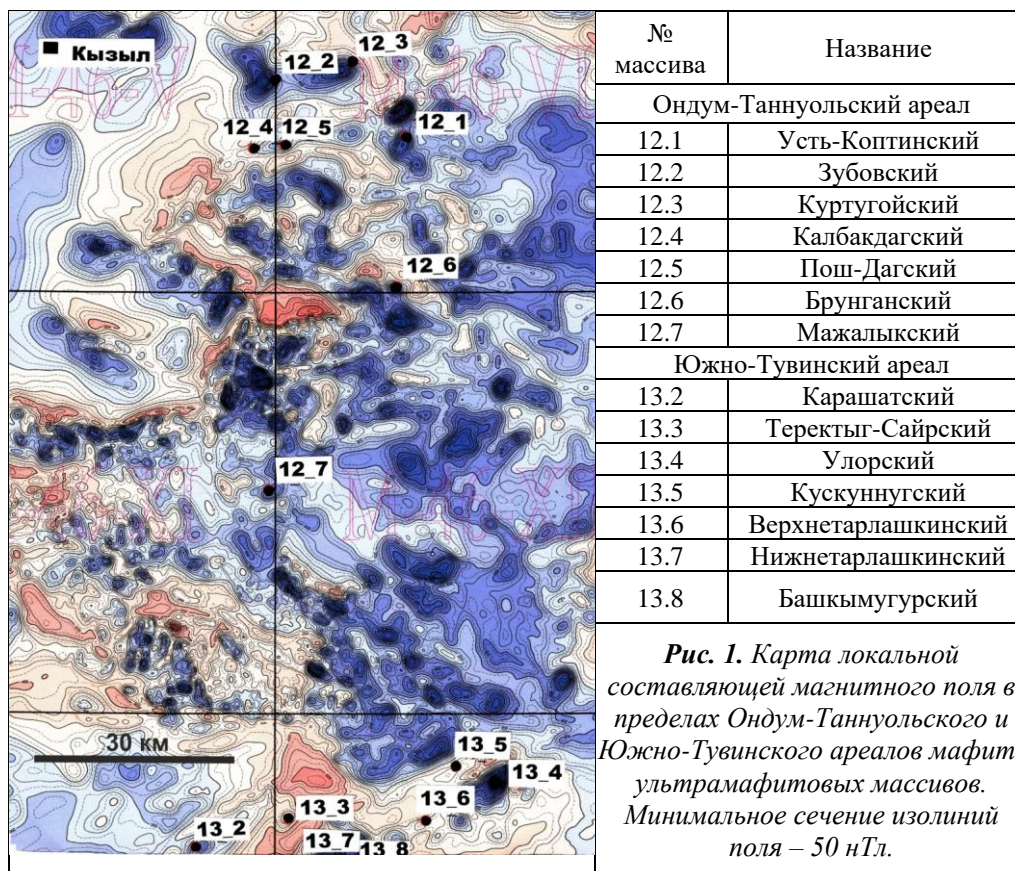 Кызыл
12_3
12_2
12_4
12_5
12_1
12_6
12_7
30 км
13_5
13_4
13_3
13_6
13_2
13_7
13_8
№ массива
Название
Ондум-Таннуольский ареал
12.1 Усть-Коптинский
12.2 Зубовский
12.3 Куртугойский
12.4 Калбакдагский
12.5 Пош-Дагский
12.6 Брунганский
12.7 Мажалыкский
Южно-Тувинский ареал
13.2 Карашатский
13.3 Теректыг-Сайрский
13.4 Улорский
13.5 Кускуннугский
13.6 Верхнетарлашкинский
13.7 Нижнетарлашкинский
13.8 Башкымугурский
Рис. 1. Карта локальной
составляющей магнитного поля в
пределах Ондум-Таннуольского и
Южно-Тувинского ареалов мафит-
ультрамафитовых массивов.
Минимальное сечение изолиний
поля – 50 нТл.